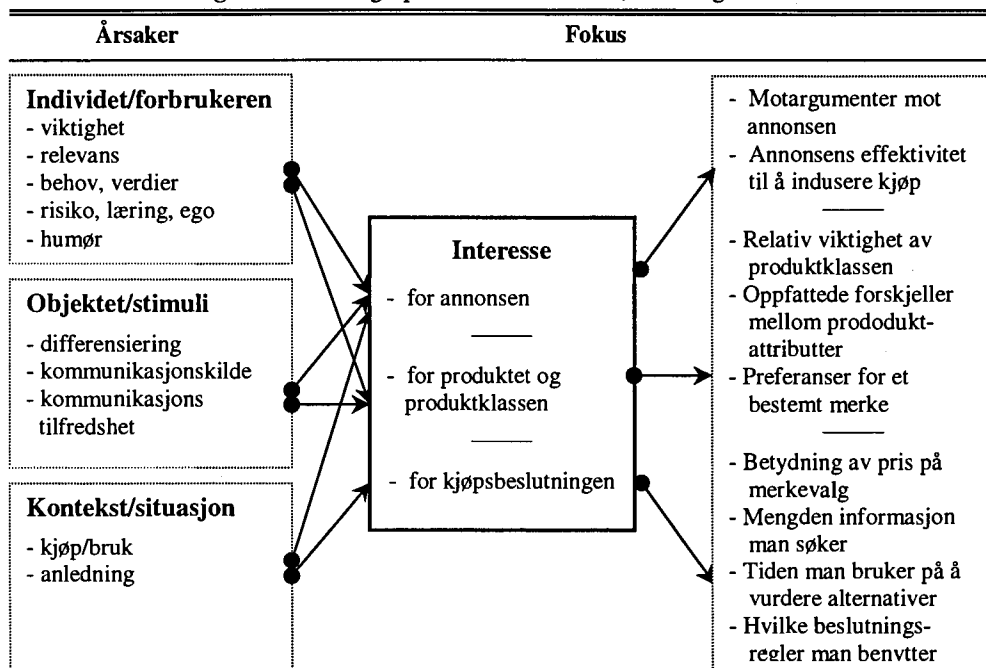 Årsaker
Fokus
Individet/forbrukeren
- viktighet
- relevans
- behov, verdier
- risiko, læring, ego
- humør
Objektet/stimuli
- differensiering
- kommunikasjonskilde
- kommunikasjons
tilfredshet
Kontekst/situasjon
- kjøp/bruk
- anledning
Interesse
- for annonsen
- for produktet og
produktklassen
- for kjøpsbeslutningen
- Motargumenter mot
annonsen
- Annonsens effektivitet
til å indusere kjøp
- Relativ viktighet av
produktklassen
- Oppfattede forskjeller
mellom prododukt-
attributter
- Preferanser for et
bestemt merke
- Betydning av pris på
merkevalg
- Mengden informasjon
man søker
- Tiden man bruker på å
vurdere alternativer
- Hvilke beslutnings-
regler man benytter